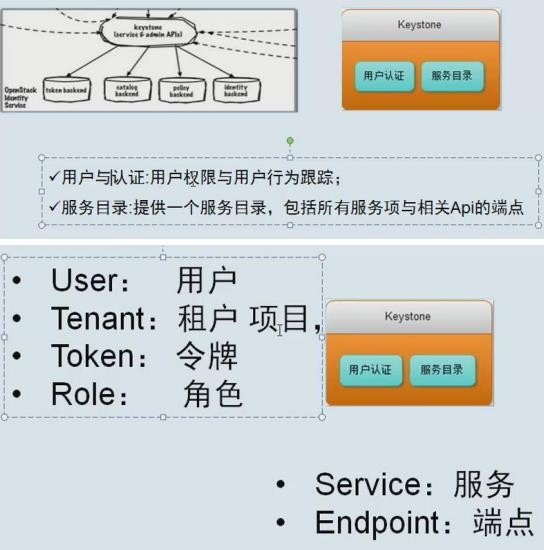 keystone
(service & admin APIs)
token backend
catalog
backend
policy
backend
identity
backend
OpenStack
Identity
Service
Keystone
用户认证
服务目录
✓用户与认证:用户权限与用户行为跟踪；
✓服务目录:提供一个服务目录，包括所有服务项与相关Api的端点
• User： 用户
• Tenant：租户 项目，
• Token： 令牌
• Role： 角色
Keystone
用户认证
服务目录
• Service：服务
• Endpoint：端点